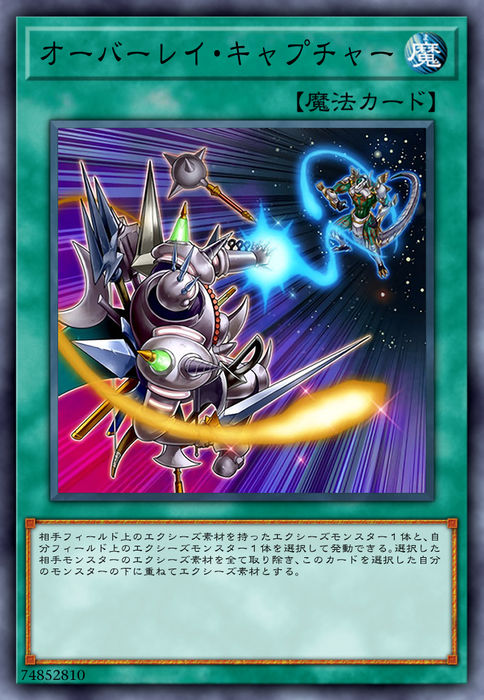 オーバーレイ・キャプチャー 魔
【魔法カード】
相手フィールド上のエクシーズ素材を持ったエクシーズモンスター１体と、自
分フィールド上のエクシーズモンスター１体を選択して発動できる。選択した
相手モンスターのエクシーズ素材を全て取り除き、このカードを選択した自分
のモンスターの下に重ねてエクシーズ素材とする。
74852810